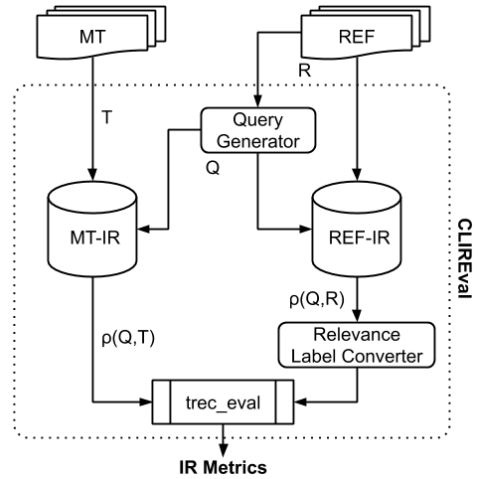 MT
REF
R
T
Query
Generator
Q
MT-IR
REF-IR
CLIREval
ρ(Q,R)
ρ(Q,T)
Relevance
Label Converter
trec_eval
IR Metrics